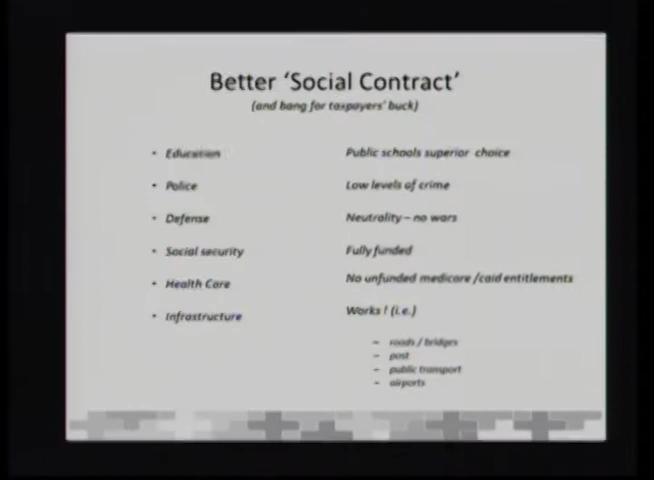 Better ‘Social Contract’
(and bang for taxpayers' buck)
• Education Public schools superior choice
• Police Low levels of crime
• Defense Neutrality – no wars
• Social security Fully funded
• Health Care No unfunded medicare /caid entitlements
• Infrastructure Works ! (i.e.)
– roads / bridges
– post
– public transport
– airports